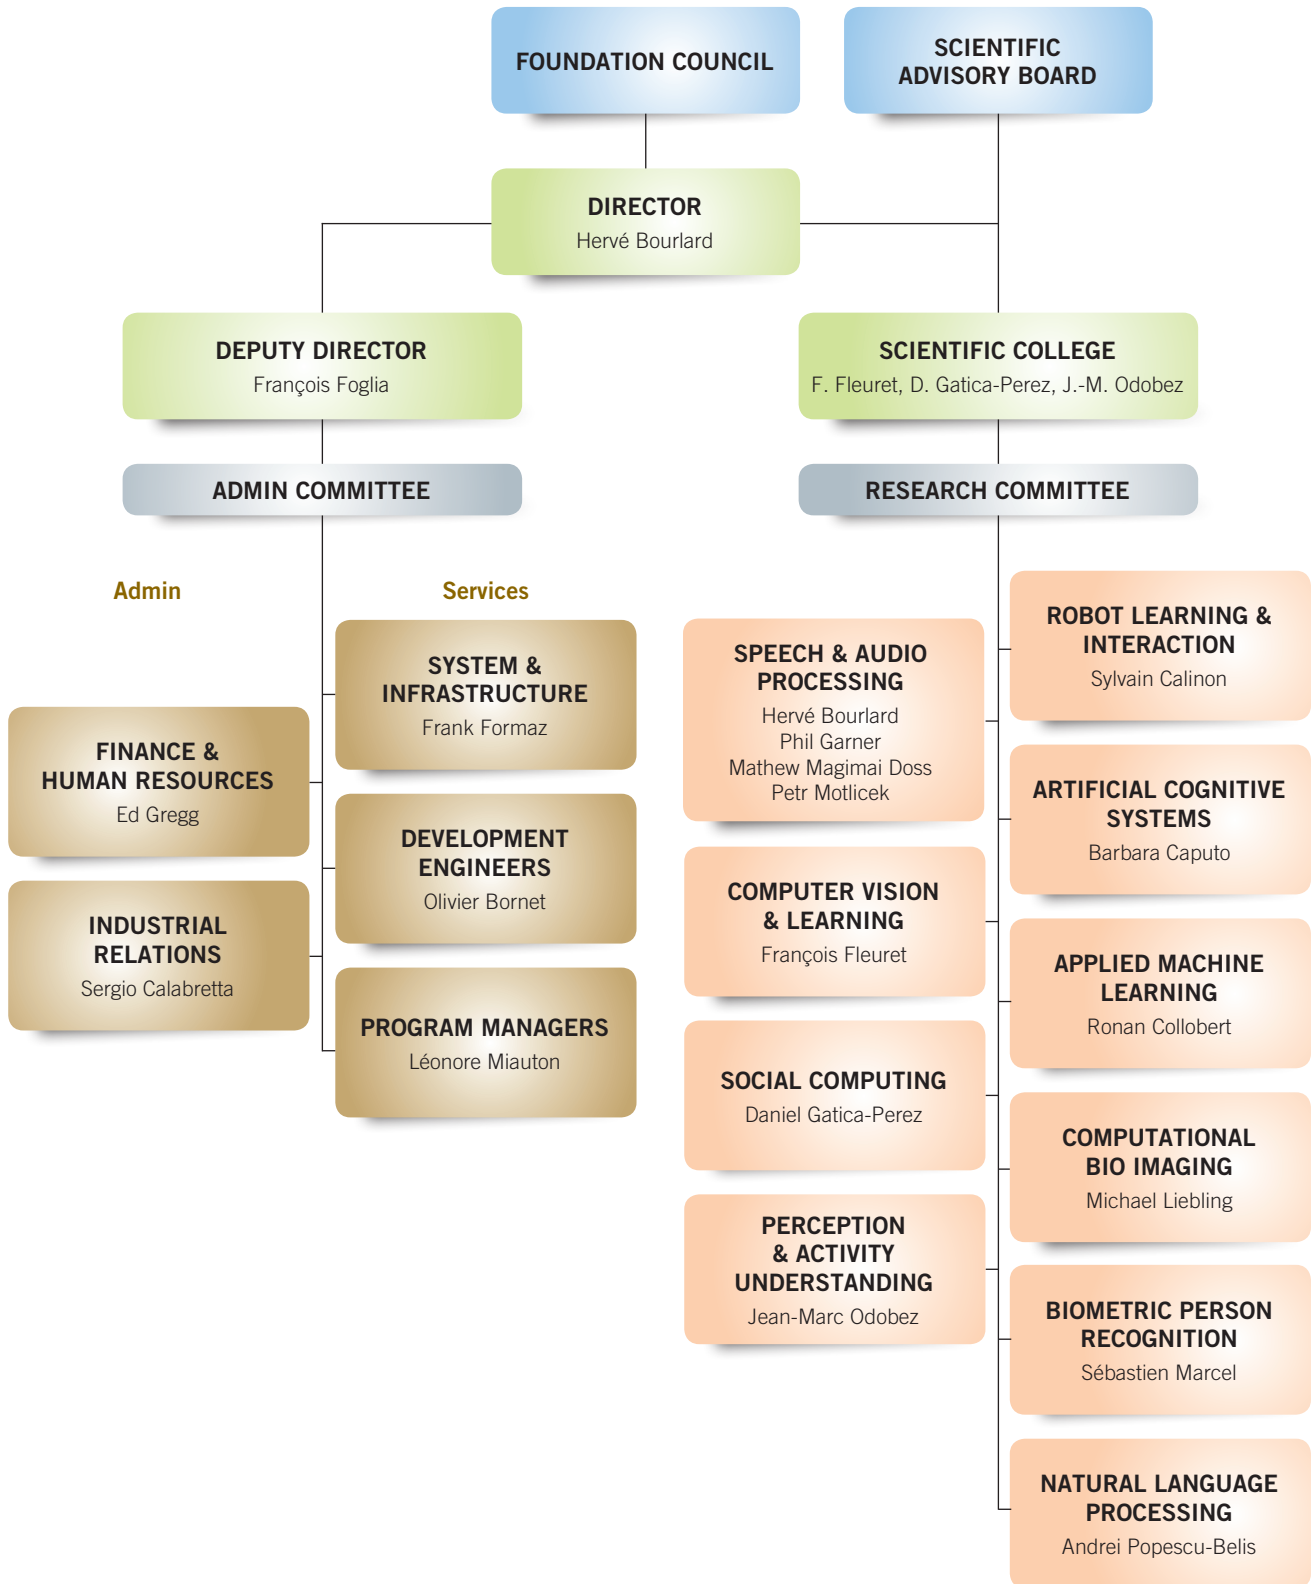 FOUNDATION COUNCIL
SCIENTIFIC
ADVISORY BOARD
DIRECTOR
Hervé Bourlard
DEPUTY DIRECTOR
François Foglia
SCIENTIFIC COLLEGE
F. Fleuret, D. Gatica-Perez, J.-M. Odobez
ADMIN COMMITTEE
RESEARCH COMMITTEE
Admin
FINANCE &
HUMAN RESOURCES
Ed Gregg
INDUSTRIAL
RELATIONS
Sergio Calabretta
Services
SYSTEM &
INFRASTRUCTURE
Frank Formaz
DEVELOPMENT
ENGINEERS
Olivier Bornet
PROGRAM MANAGERS
Léonore Miauton
SPEECH & AUDIO
PROCESSING
Hervé Bourlard
Phil Garner
Mathew Magimai Doss
Petr Motlicek
COMPUTER VISION
& LEARNING
François Fleuret
SOCIAL COMPUTING
Daniel Gatica-Perez
PERCEPTION
& ACTIVITY
UNDERSTANDING
Jean-Marc Odobez
ROBOT LEARNING &
INTERACTION
Sylvain Calinon
ARTIFICIAL COGNITIVE
SYSTEMS
Barbara Caputo
APPLIED MACHINE
LEARNING
Ronan Collobert
COMPUTATIONAL
BIO IMAGING
Michael Liebling
BIOMETRIC PERSON
RECOGNITION
Sébastien Marcel
NATURAL LANGUAGE
PROCESSING
Andrei Popescu-Belis